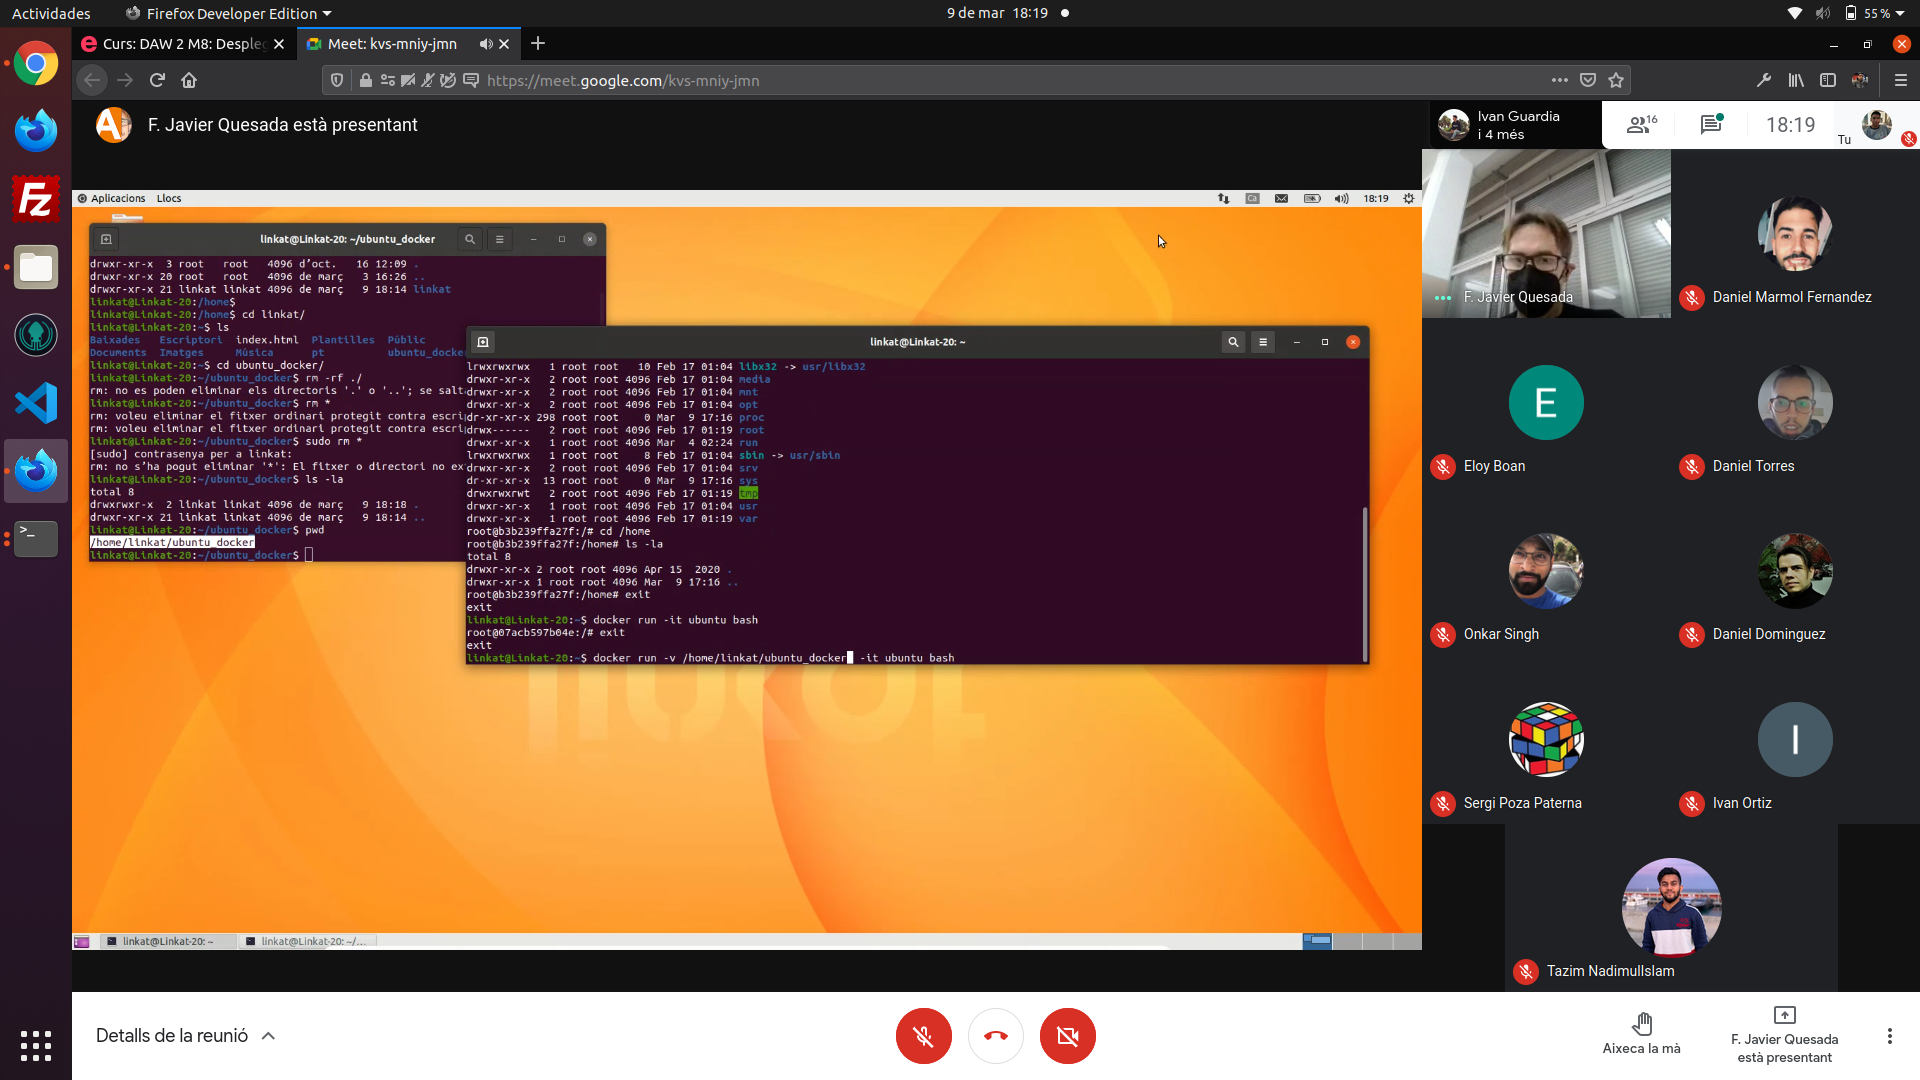 Actividades
Firefox Developer Edition
9 de mar 18:19
55 %
Curs: DAW 2 M8: Desple
Meet: kvs-mniy-jmn
https://meet.google.com/kvs-mniy-jmn
F. Javier Quesada està presentant
Ivan Guardia
i 4 més
16
18:19
Tu
Aplicacions Llocs
Ca
18:19
linkat@Linkat-20: ~/ubuntu_docker
drwxr-xr-x 3 root root 4096 d’oct. 16 12:09 .
drwxr-xr-x 20 root root 4096 de març 3 16:26 ..
drwxr-xr-x 21 linkat linkat 4096 de març 9 18:14 linkat
linkat@Linkat-20:/home$
linkat@Linkat-20:/home$ cd linkat/
linkat@Linkat-20:~$ ls
Baixades Escriptori index.html Plantilles Públic
Documents Imatges Música pt ubuntu_docke
linkat@Linkat-20:~$ cd ubuntu_docker/
linkat@Linkat-20:~/ubuntu_docker$ rm -rf ./
rm: no es poden eliminar els directoris '.' o '..'; se salt
linkat@Linkat-20:~/ubuntu_docker$ rm *
rm: voleu eliminar el fitxer ordinari protegit contra escri
rm: voleu eliminar el fitxer ordinari protegit contra escri
linkat@Linkat-20:~/ubuntu_docker$ sudo rm *
[sudo] contrasenya per a linkat:
rm: no s’ha pogut eliminar '*': El fitxer o directori no ex
linkat@Linkat-20:~/ubuntu_docker$ ls -la
total 8
drwxrwxr-x 2 linkat linkat 4096 de març 9 18:18 .
drwxr-xr-x 21 linkat linkat 4096 de març 9 18:14 ..
linkat@Linkat-20:~/ubuntu_docker$ pwd
/home/linkat/ubuntu_docker
linkat@Linkat-20:~/ubuntu_docker$
linkat@Linkat-20: ~
lrwxrwxrwx 1 root root 10 Feb 17 01:04 libx32 -> usr/libx32
drwxr-xr-x 2 root root 4096 Feb 17 01:04 media
drwxr-xr-x 2 root root 4096 Feb 17 01:04 mnt
drwxr-xr-x 2 root root 4096 Feb 17 01:04 opt
dr-xr-xr-x 298 root root 0 Mar 9 17:16 proc
drwx------ 2 root root 4096 Feb 17 01:19 root
drwxr-xr-x 1 root root 4096 Mar 4 02:24 run
lrwxrwxrwx 1 root root 8 Feb 17 01:04 sbin -> usr/sbin
drwxr-xr-x 2 root root 4096 Feb 17 01:04 srv
dr-xr-xr-x 13 root root 0 Mar 9 17:16 sys
drwxrwxrwt 2 root root 4096 Feb 17 01:19 tmp
drwxr-xr-x 1 root root 4096 Feb 17 01:04 usr
drwxr-xr-x 1 root root 4096 Feb 17 01:19 var
root@b3b239ffa27f:/# cd /home
root@b3b239ffa27f:/home# ls -la
total 8
drwxr-xr-x 2 root root 4096 Apr 15 2020 .
drwxr-xr-x 1 root root 4096 Mar 9 17:16 ..
root@b3b239ffa27f:/home# exit
exit
linkat@Linkat-20:~$ docker run -it ubuntu bash
root@07acb597b04e:/# exit
exit
linkat@Linkat-20:~$ docker run -v /home/linkat/ubuntu_docker -it ubuntu bash
linkat
linkat@Linkat-20: ~
linkat@Linkat-20: ~/...
F. Javier Quesada
Daniel Marmol Fernandez
E
Eloy Boan
Daniel Torres
Onkar Singh
Daniel Dominguez
Sergi Poza Paterna
I
Ivan Ortiz
Tazim NadimulIslam
Detalls de la reunió
Aixeca la mà
F. Javier Quesada
està presentant